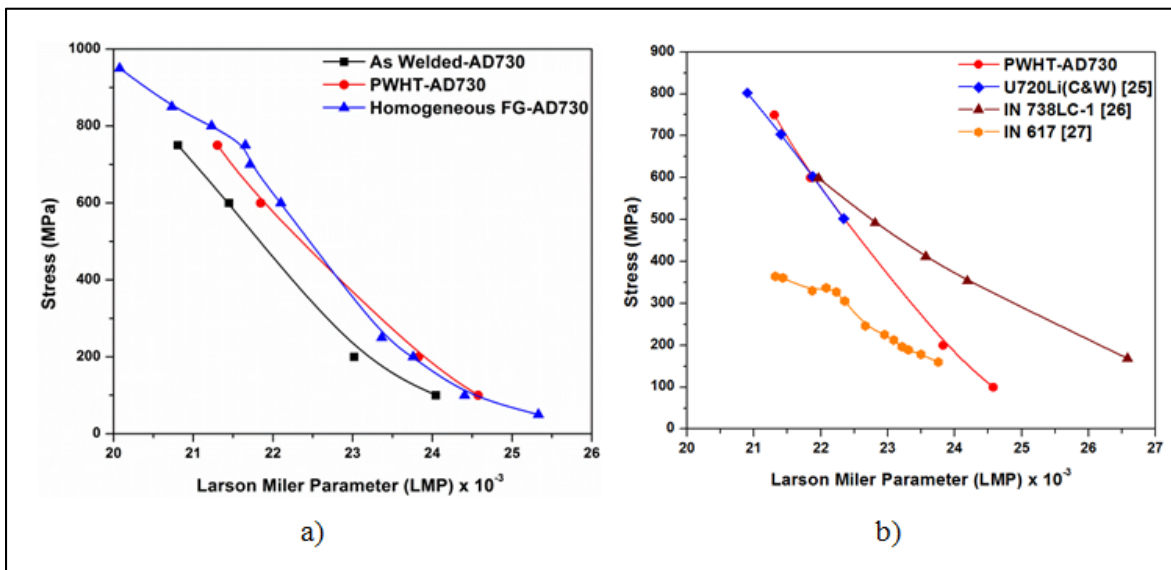 As Welded-AD730
PWHT-AD730
Homogeneous FG-AD730
Stress (MPa)
1000
800
600
400
200
0
20 21 22 23 24 25 26
Larson Miler Parameter (LMP) x 10-3
a)
PWHT-AD730
U720Li(C&W) [25]
IN 738LC-1 [26]
IN 617 [27]
Stress (MPa)
900
800
700
600
500
400
300
200
100
0
20 21 22 23 24 25 26 27
Larson Miler Parameter (LMP) x 10-3
b)